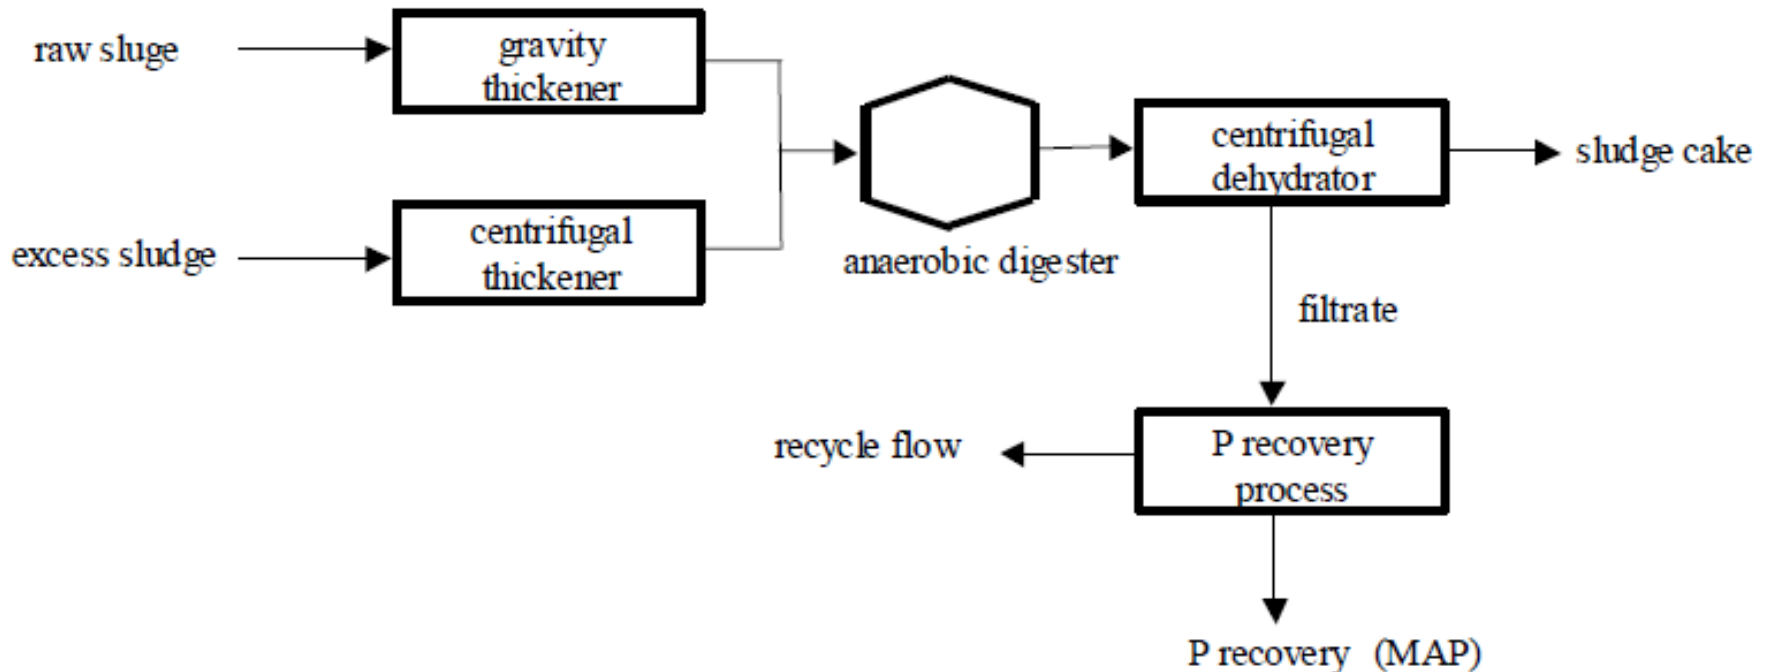 raw sluge
gravity
thickener
excess sludge
centrifugal
thickener
anaerobic digester
centrifugal
dehydrator
sludge cake
filtrate
recycle flow
P recovery
process
P recovery (MAP)